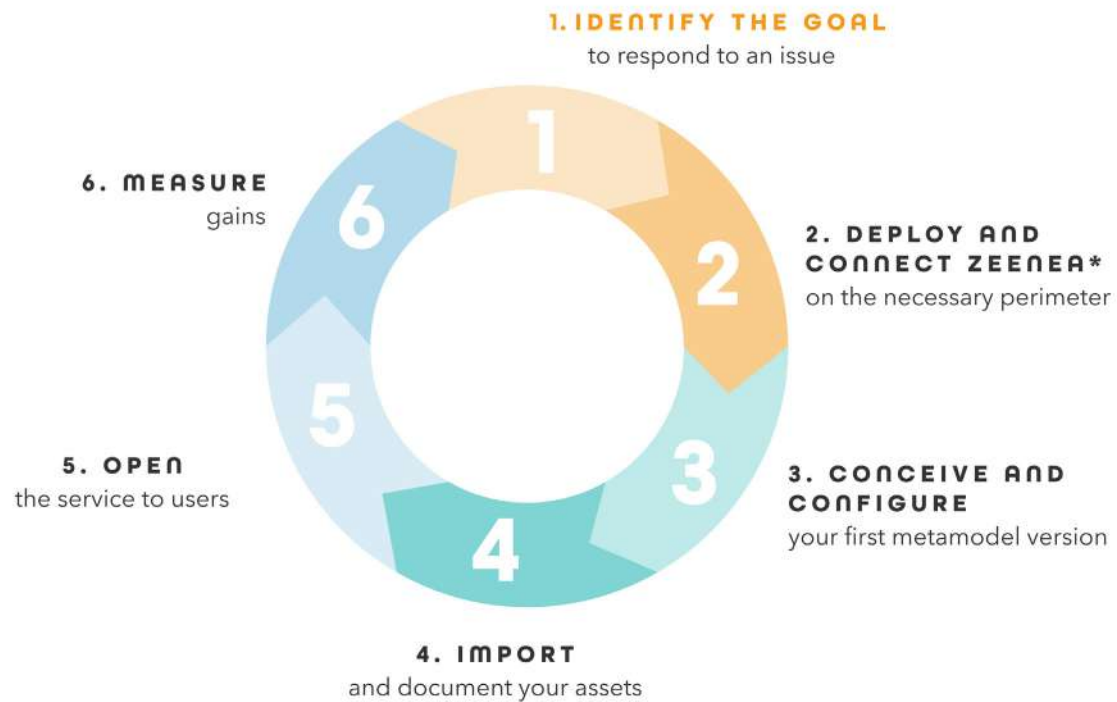 1. IDENTIFY THE GOAL
to respond to an issue
1
2
2. DEPLOY AND
CONNECT ZEENEA*
on the necessary perimeter
3
3. CONCEIVE AND
CONFIGURE
your first metamodel version
4
4. IMPORT
and document your assets
5
5. OPEN
the service to users
6
6. MEASURE
gains